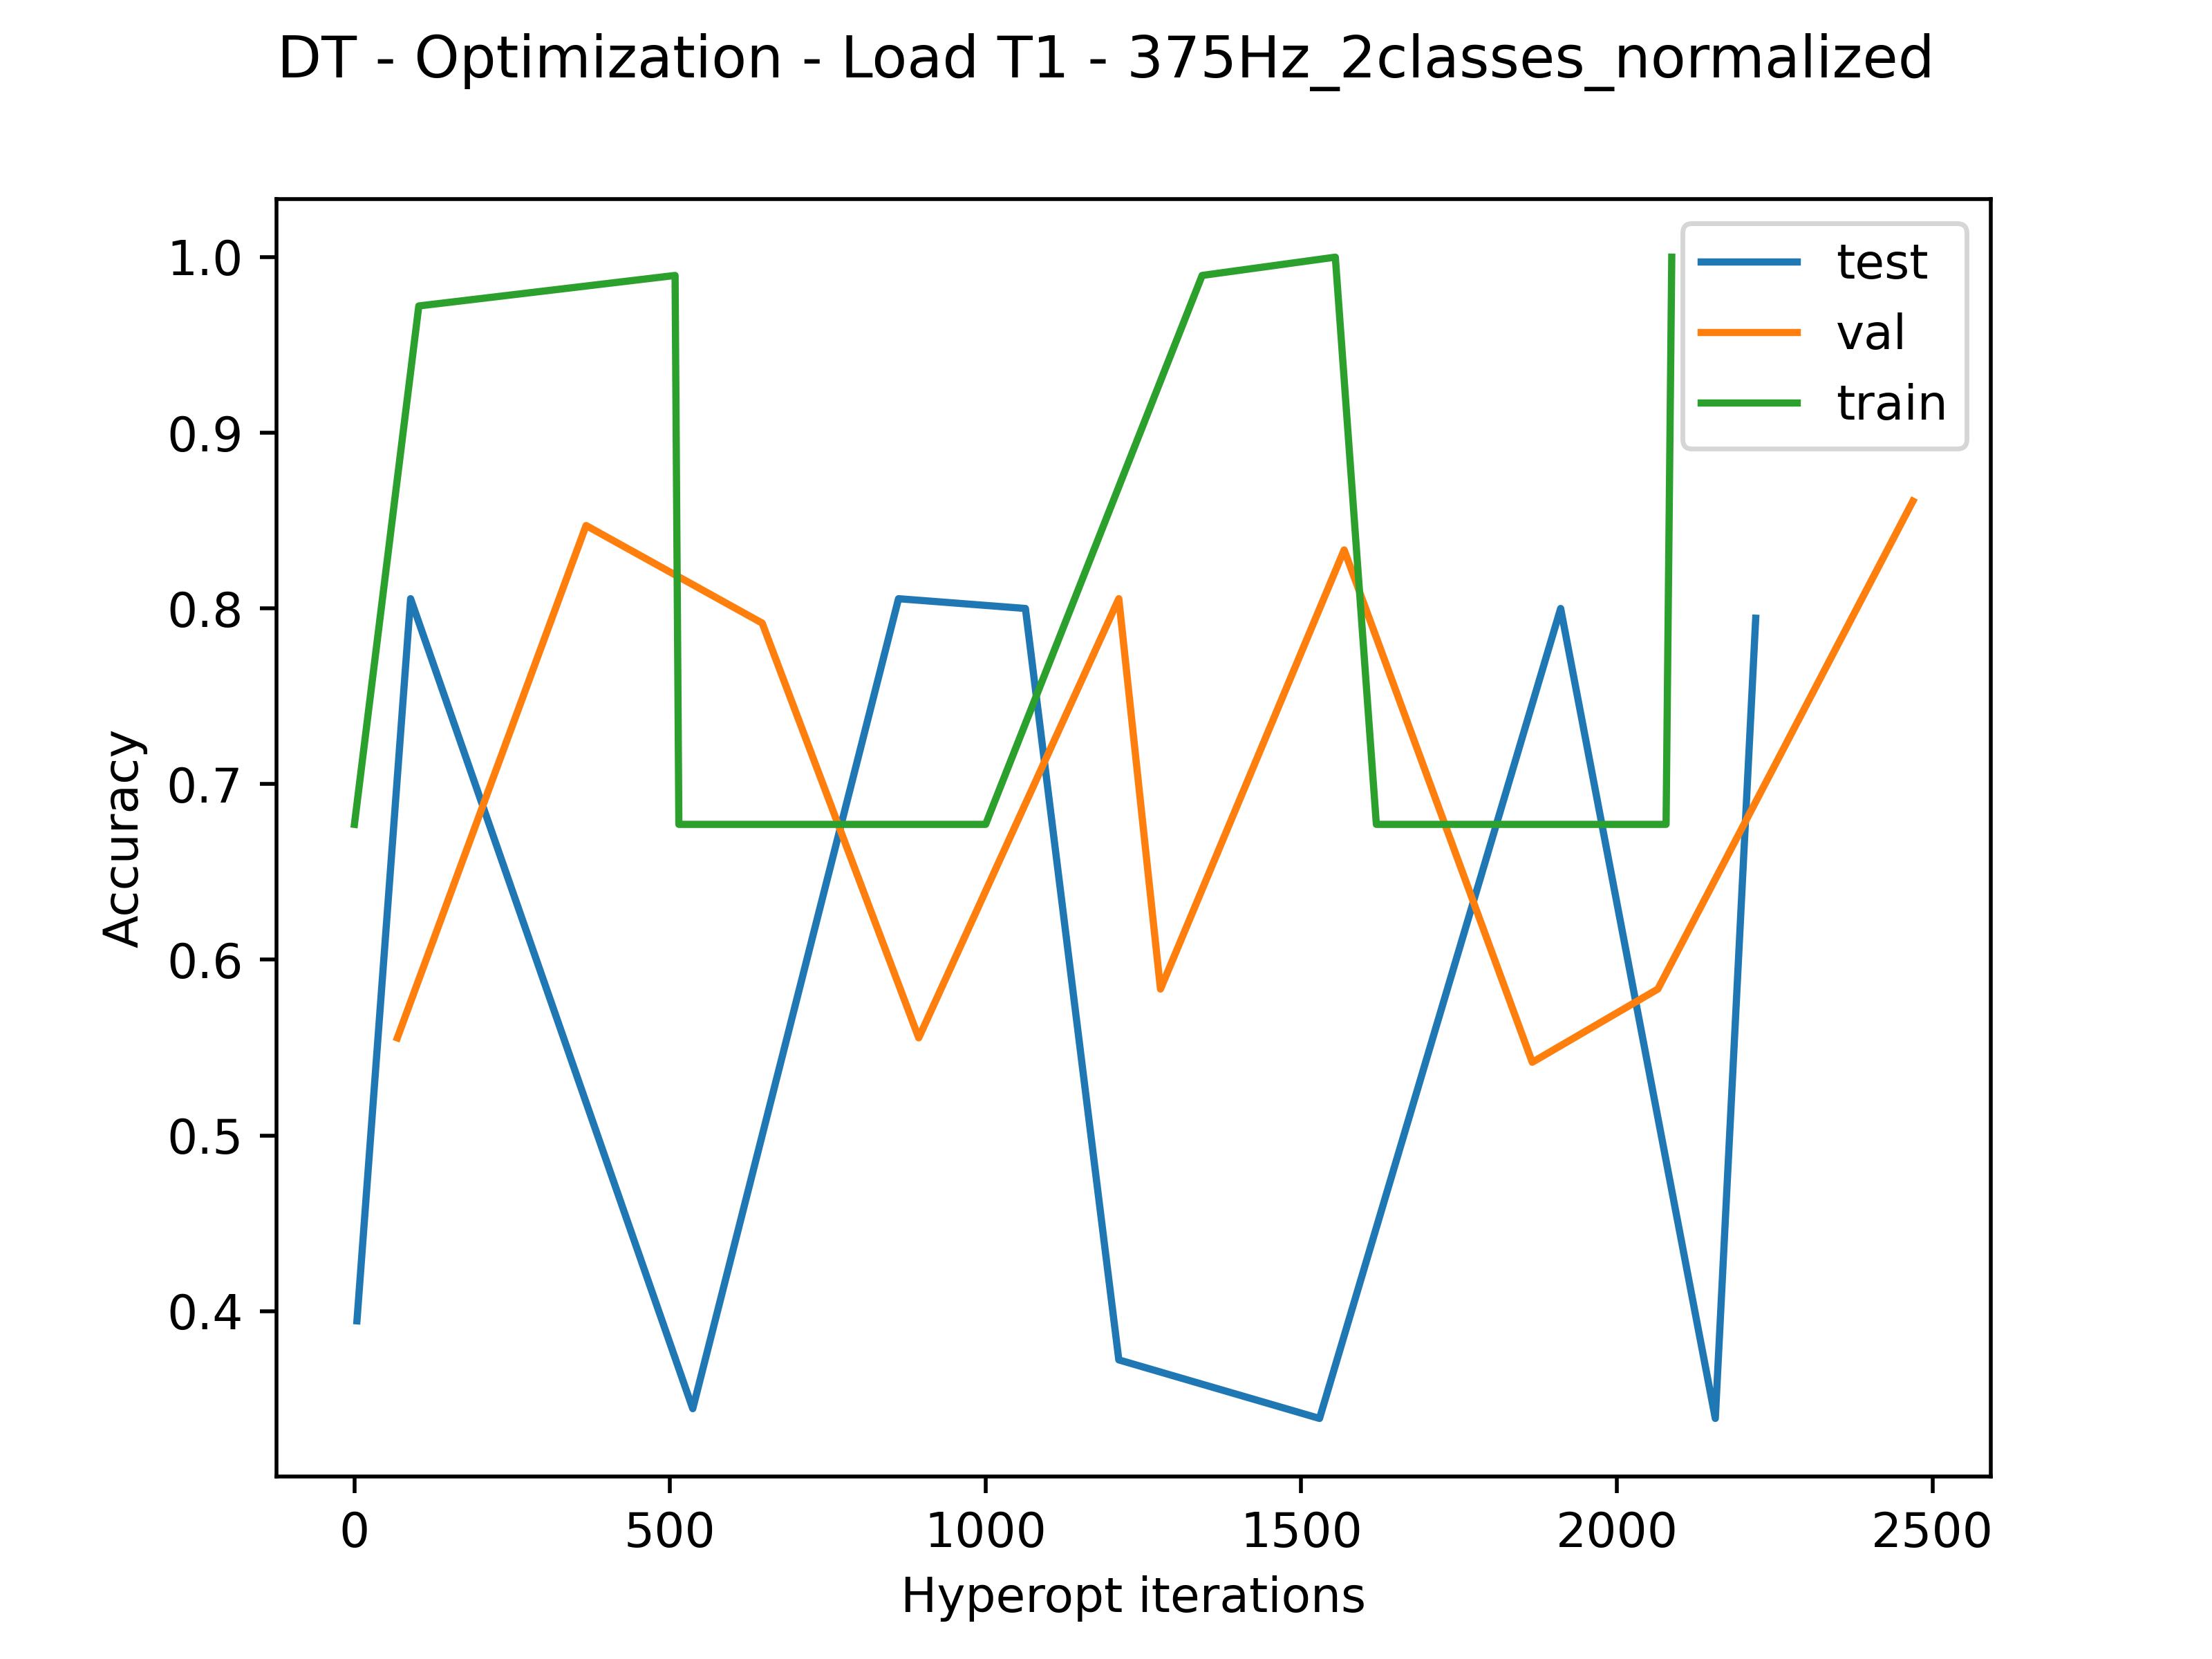 DT - Optimization - Load T1 - 375Hz_2classes_normalized
1.0
0.9
0.8
0.7
0.6
0.5
0.4
Accuracy
test
val
train
0 500 1000 1500 2000 2500
Hyperopt iterations